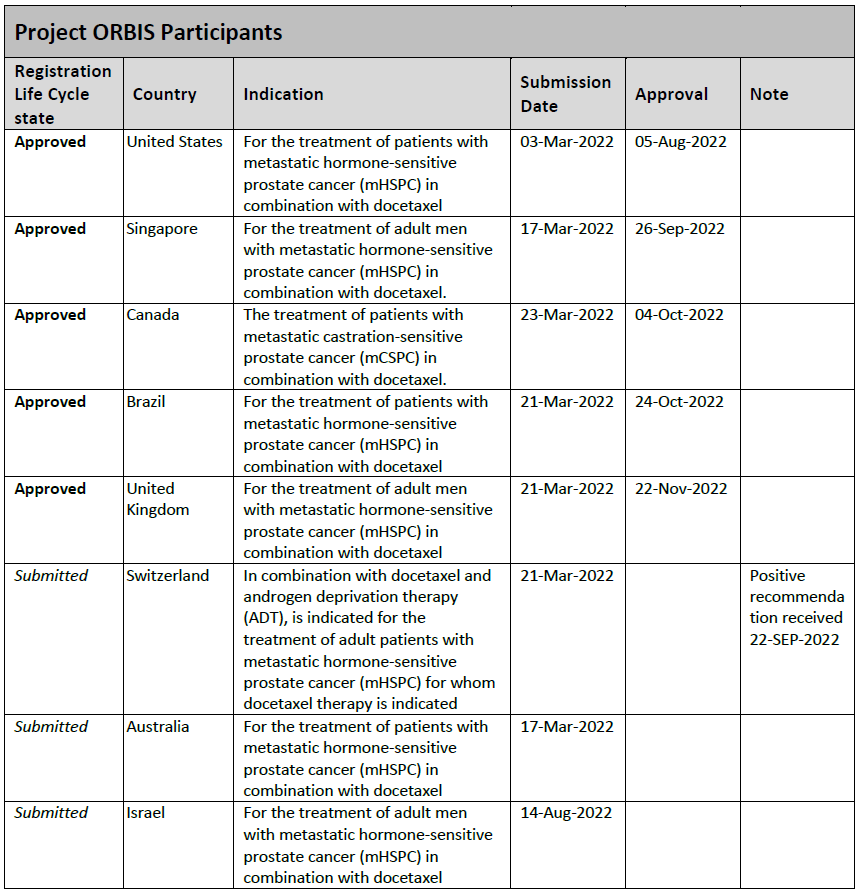 Project ORBIS Participants
Registration
Life Cycle
state
Country
Indication
Submission
Date
Approval
Note
Approved
United States
For the treatment of patients with
metastatic hormone-sensitive
prostate cancer (mHSPC) in
combination with docetaxel
03-Mar-2022
05-Aug-2022
Approved
Singapore
For the treatment of adult men
with metastatic hormone-sensitive
prostate cancer (mHSPC) in
combination with docetaxel.
17-Mar-2022
26-Sep-2022
Approved
Canada
The treatment of patients with
metastatic castration-sensitive
prostate cancer (mCSPC) in
combination with docetaxel.
23-Mar-2022
04-Oct-2022
Approved
Brazil
For the treatment of patients with
metastatic hormone-sensitive
prostate cancer (mHSPC) in
combination with docetaxel
21-Mar-2022
24-Oct-2022
Approved
United
Kingdom
For the treatment of adult men
with metastatic hormone-sensitive
prostate cancer (mHSPC) in
combination with docetaxel
21-Mar-2022
22-Nov-2022
Submitted
Switzerland
In combination with docetaxel and
androgen deprivation therapy
(ADT), is indicated for the
treatment of adult patients with
metastatic hormone-sensitive
prostate cancer (mHSPC) for whom
docetaxel therapy is indicated
21-Mar-2022
Positive
recommenda
tion received
22-SEP-2022
Submitted
Australia
For the treatment of patients with
metastatic hormone-sensitive
prostate cancer (mHSPC) in
combination with docetaxel
17-Mar-2022
Submitted
Israel
For the treatment of adult men
with metastatic hormone-sensitive
prostate cancer (mHSPC) in
combination with docetaxel
14-Aug-2022